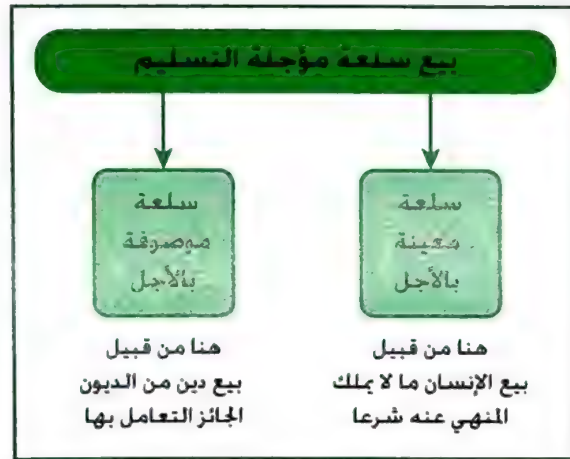 بيع سلعة مؤجلة التسليم
سلعة
معينة
بالأجل
هنا من قبيل
بيع الإنسان ما لا يملك
المنهي عنه شرعا
سلعة
موصوفة
بالأجل
هنا من قبيل
بيع دين من الديون
الجائز التعامل بها